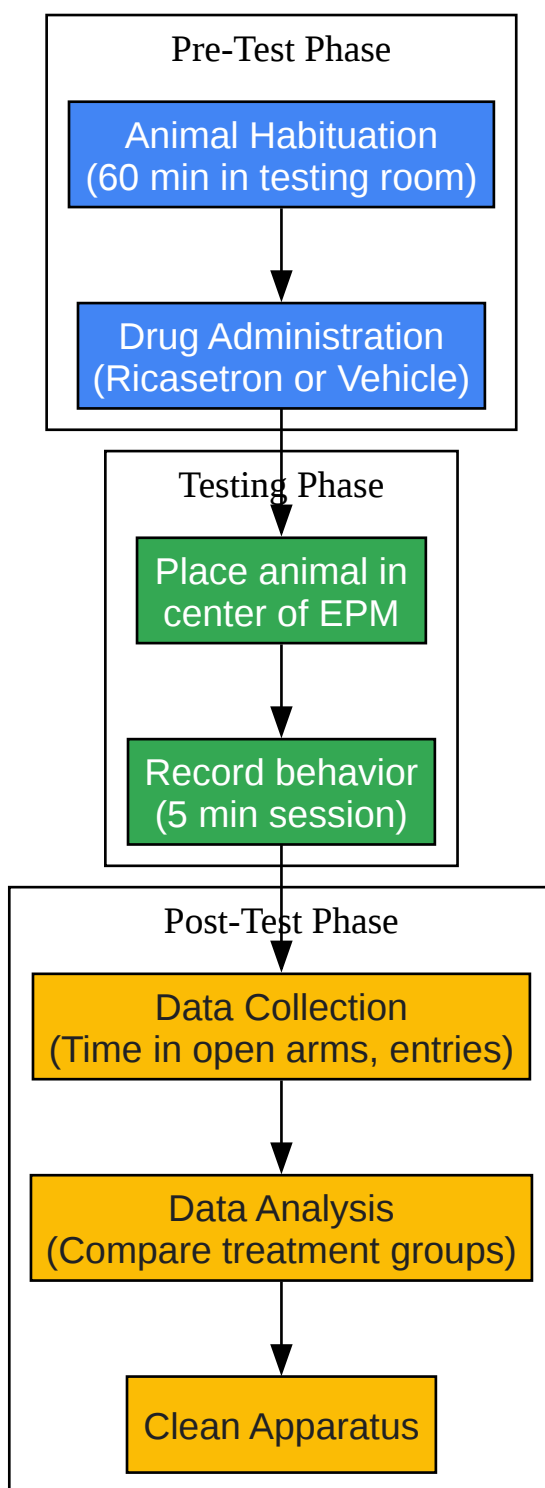 Pre-Test Phase
Animal Habituation
(60 min in testing room)
Drug Administration
(Ricasetron or Vehicle)
Testing Phase
Place animal in
center of EPM
Record behavior
(5 min session)
Post-Test Phase
Data Collection
(Time in open arms, entries)
Data Analysis
(Compare treatment groups)
Clean Apparatus